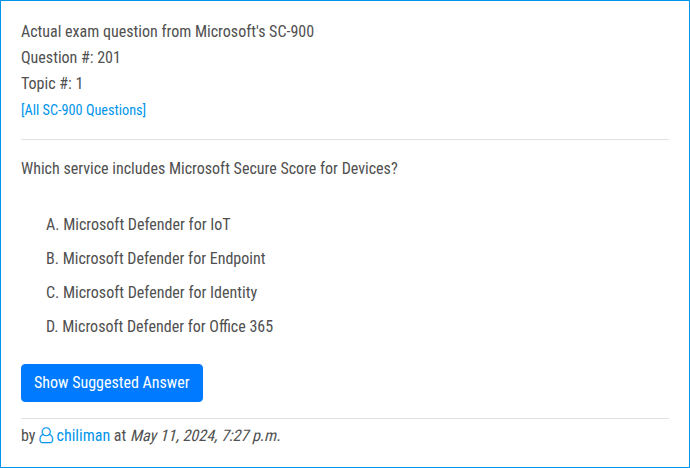 Actual exam question from Microsoft's SC-900
Question #: 201
Topic #: 1
[All SC-900 Questions]
Which service includes Microsoft Secure Score for Devices?
A. Microsoft Defender for IoT
B. Microsoft Defender for Endpoint
C. Microsoft Defender for Identity
D. Microsoft Defender for Office 365
Show Suggested Answer
by chiliman at May 11, 2024, 7:27 p.m.